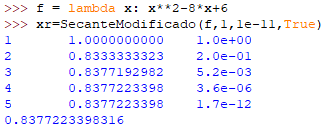 >>> f = lambda x: x**2-8*x+6
>>> xr=SecanteModificado(f,1,1e-11,True)
1 1.0000000000 1.0e+00
2 0.8333333323 2.0e-01
3 0.8377192982 5.2e-03
4 0.8377223398 3.6e-06
5 0.8377223398 1.7e-12
0.8377223398316